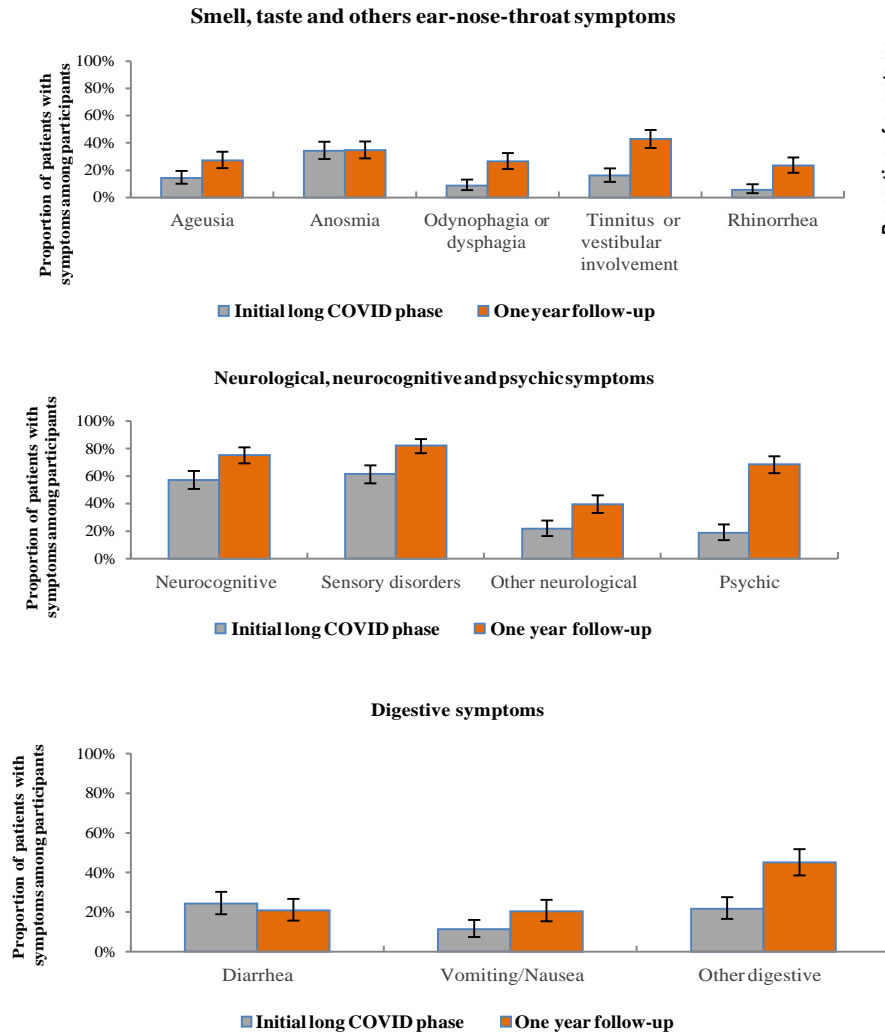 Smell, taste and others ear-nose-throat symptoms
Proportion of patients with
symptoms among participants
100%
80%
60%
40%
20%
0%
Ageusia
Anosmia
Odynophagia or
dysphagia
Tinnitus or
vestibular
involvement
Rhinorrhea
Initial long COVID phase
One year follow-up
Neurological, neurocognitive and psychic symptoms
Proportion of patients with
symptoms among participants
100%
80%
60%
40%
20%
0%
Neurocognitive
Sensory disorders
Other neurological
Psychic
Initial long COVID phase
One year follow-up
Digestive symptoms
Proportion of patients with
symptoms among participants
100%
80%
60%
40%
20%
0%
Diarrhea
Vomiting/Nausea
Other digestive
Initial long COVID phase
One year follow-up